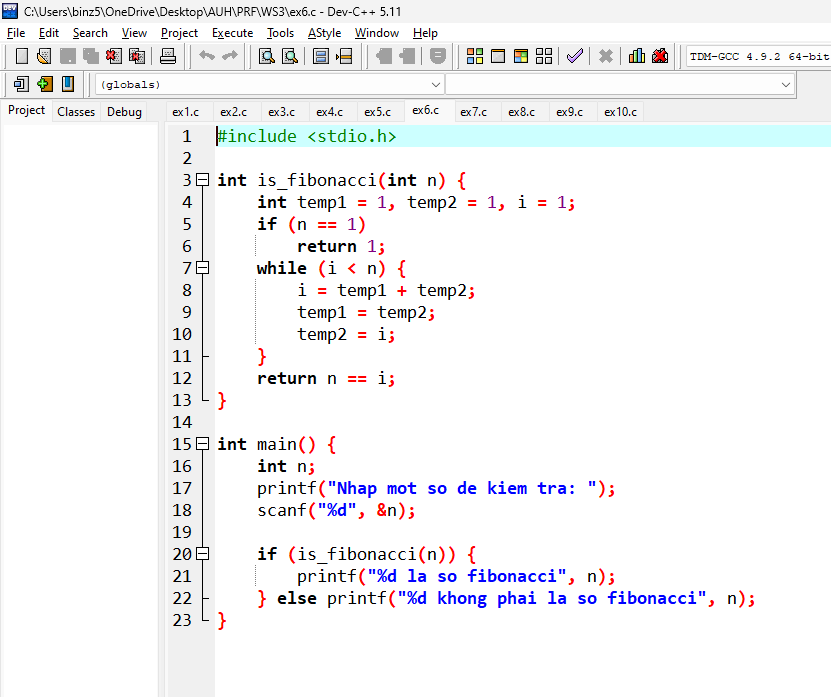 C:\Users\binz5\OneDrive\Desktop\AUH\PRF\WS3\ex6.c - Dev-C++ 5.11
File Edit Search View Project Execute Tools AStyle Window Help
TDM-GCC 4.9.2 64-bit
(globals)
Project Classes Debug ex1.c ex2.c ex3.c ex4.c ex5.c ex6.c ex7.c ex8.c ex9.c ex10.c
1 #include <stdio.h>
2
3 int is_fibonacci(int n) {
4     int temp1 = 1, temp2 = 1, i = 1;
5     if (n == 1)
6         return 1;
7     while (i < n) {
8         i = temp1 + temp2;
9         temp1 = temp2;
10         temp2 = i;
11     }
12     return n == i;
13 }
14
15 int main() {
16     int n;
17     printf("Nhap mot so de kiem tra: ");
18     scanf("%d", &n);
19
20     if (is_fibonacci(n)) {
21         printf("%d la so fibonacci", n);
22     } else printf("%d khong phai la so fibonacci", n);
23 }